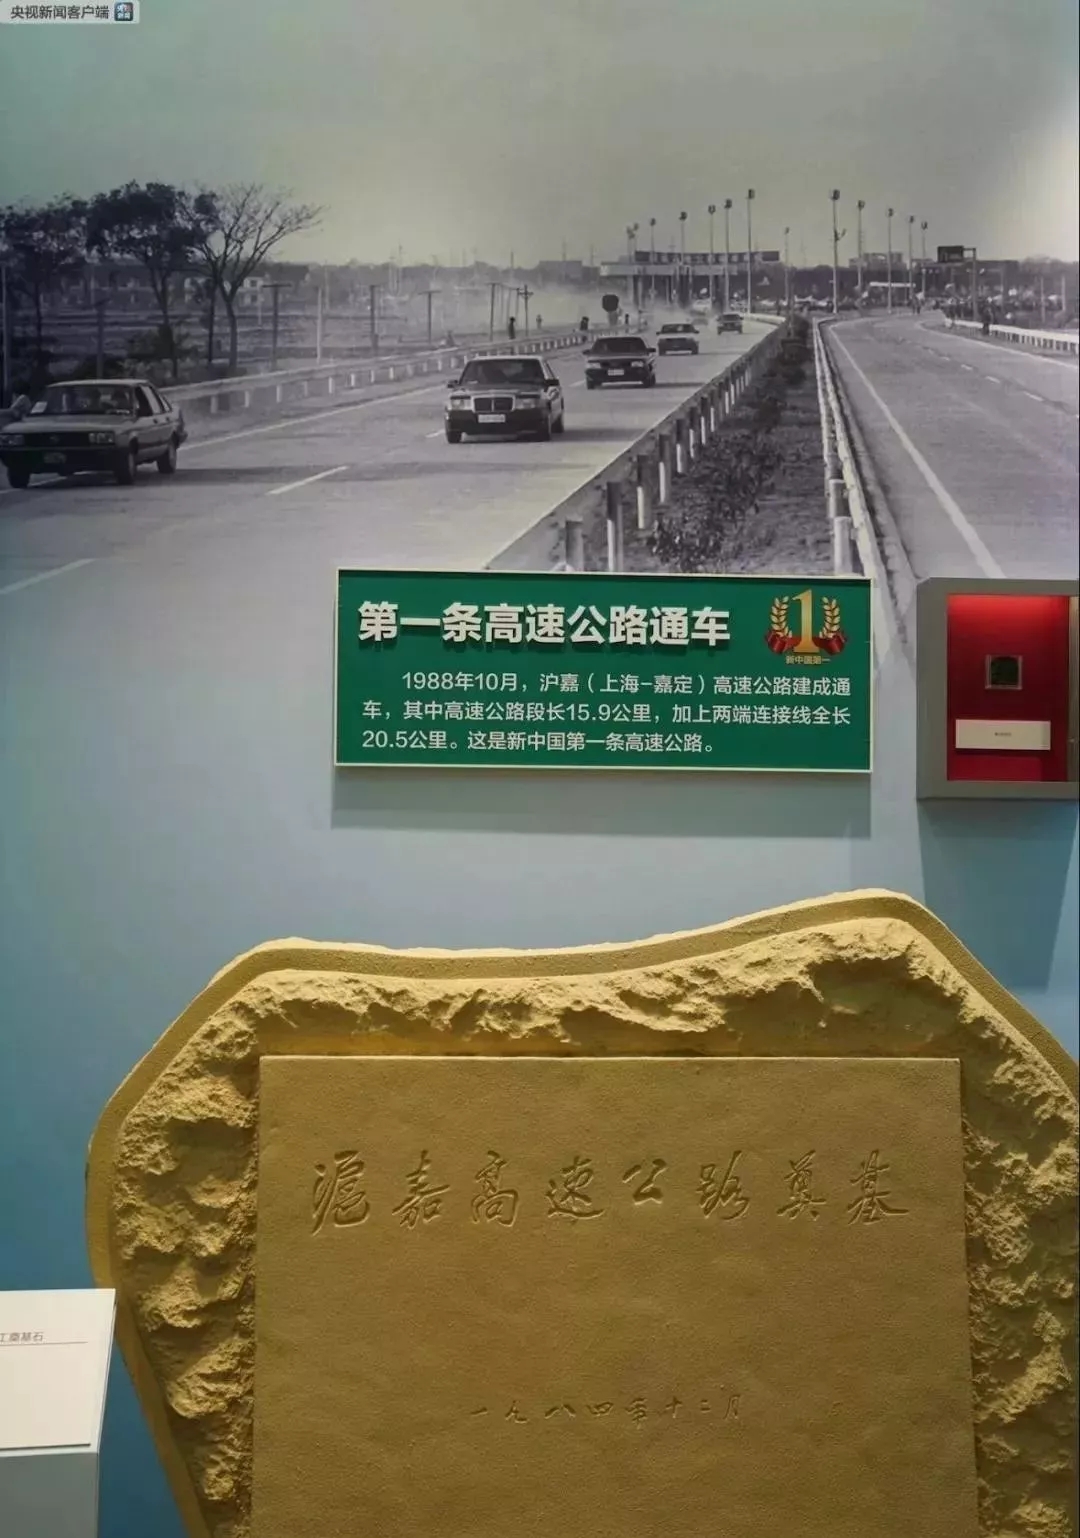 央视新闻客户端
第一条高速公路通车
新中国第一
1988年10月，沪嘉（上海-嘉定）高速公路建成通
车，其中高速公路段长15.9公里，加上两端连接线全长
20.5公里。这是新中国第一条高速公路。
滬嘉高速公路奠基
一九八四年十二月
工奠基石